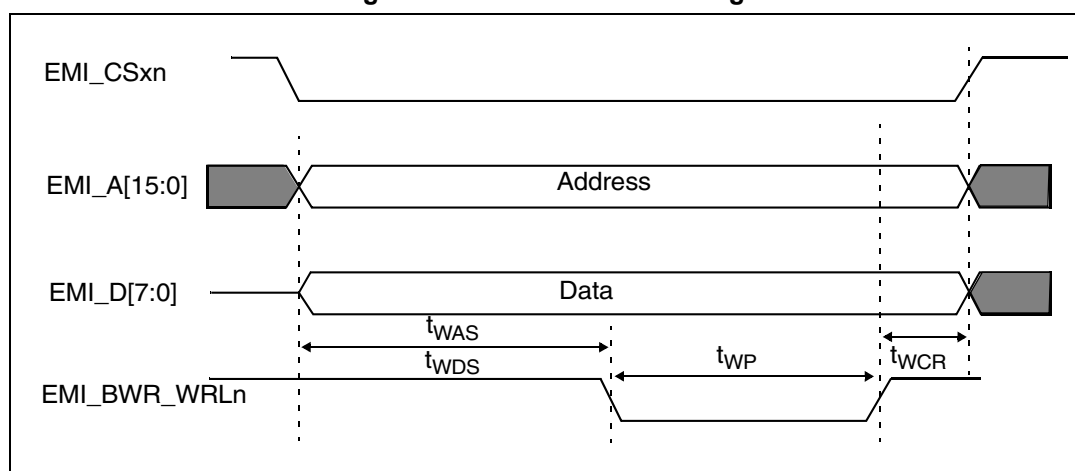 EMI_CSxn
EMI_A[15:0]
Address
EMI_D[7:0]
Data
tWAS
tWDS
tWP
tWCR
EMI_BWR_WRLn